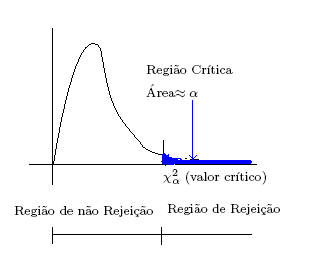 Região Crítica
Área≈ α
χ²α (valor crítico)
Região de não Rejeição
Região de Rejeição